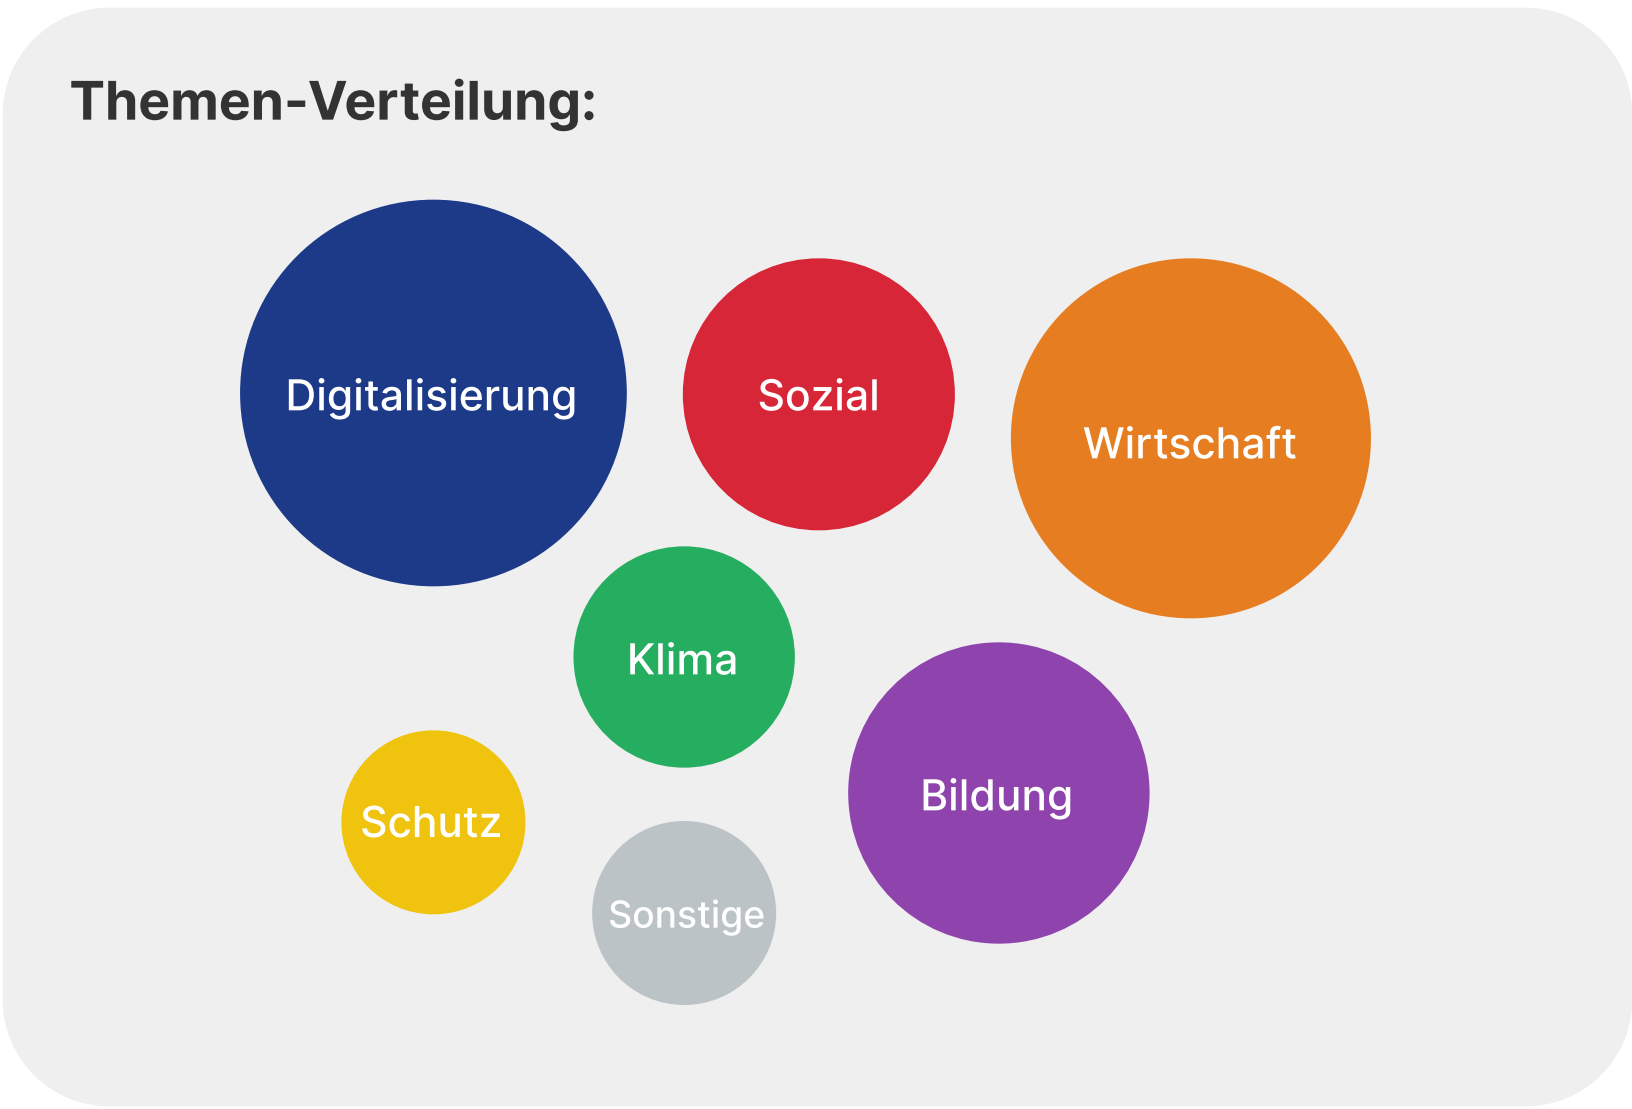 Themen-Verteilung:
Digitalisierung
Sozial
Wirtschaft
Klima
Bildung
Schutz
Sonstige